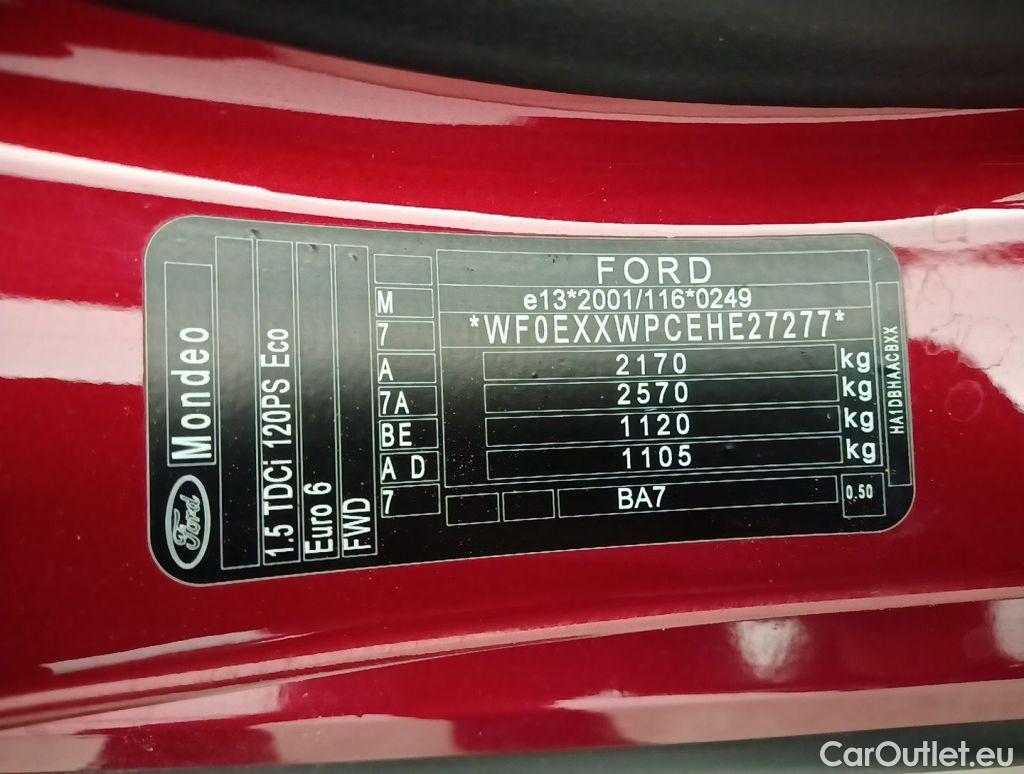 FORD
e13*2001/116*0249
*WF0EXXWPCEHE27277*
2170 kg
2570 kg
1120 kg
1105 kg
BA7
0.50
M
7
A
7A
BE
A D
7
HA1DBHAACBXX
Ford
Mondeo
1.5 TDCi 120PS Eco
Euro 6
FWD
CarOutlet.eu